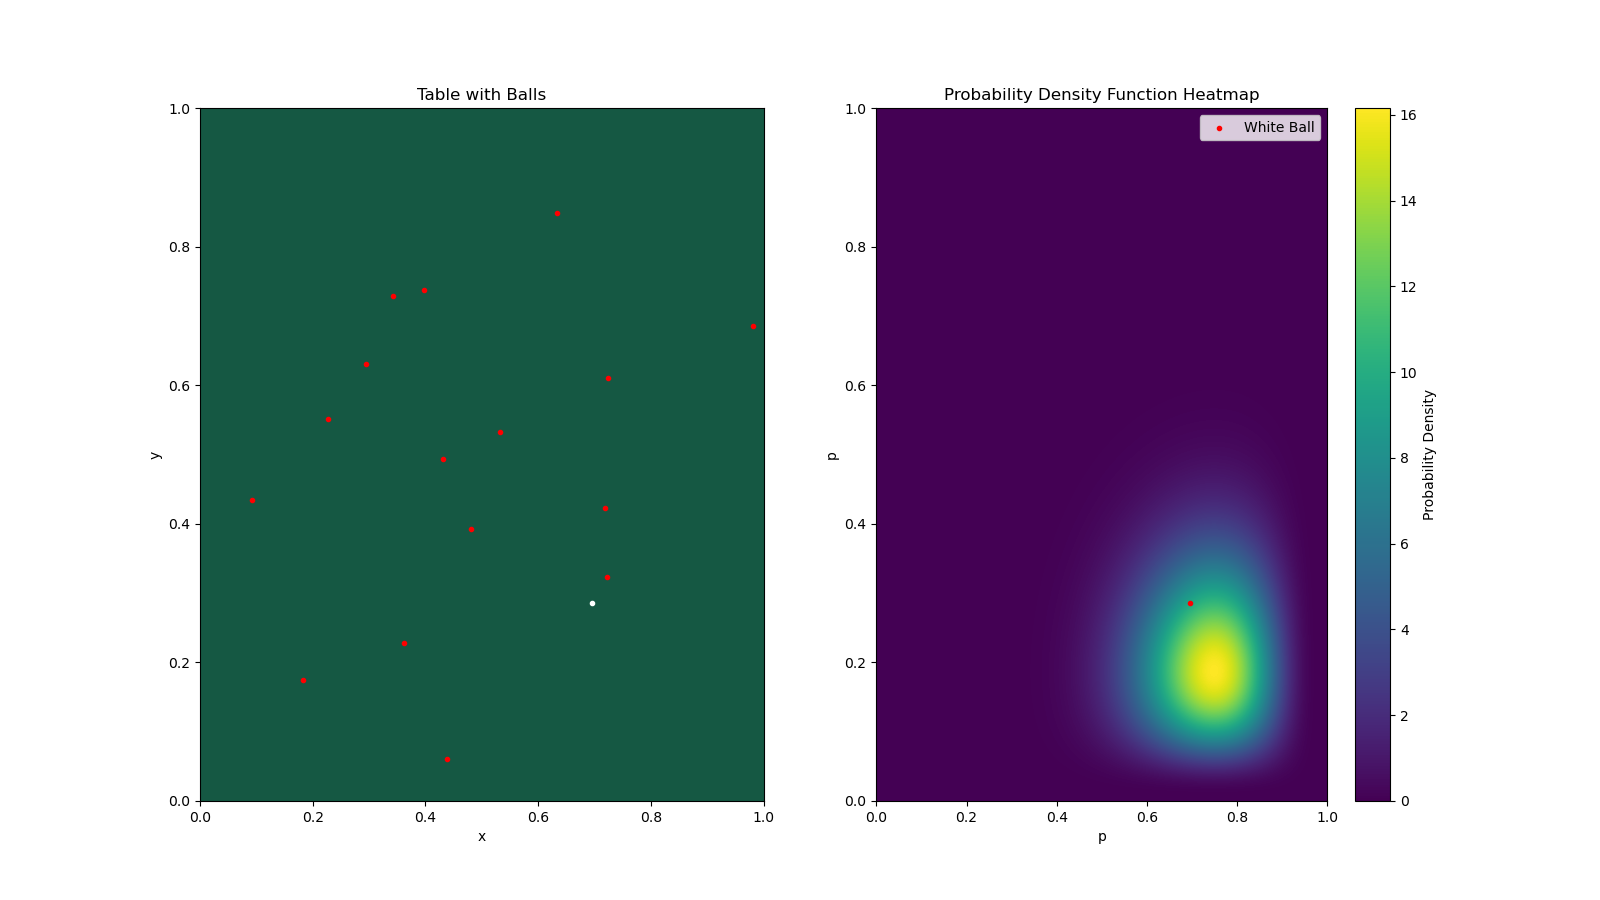 Table with Balls
1.0
0.8
0.6
0.4
0.2
0.0
y
0.0 0.2 0.4 0.6 0.8 1.0
x
Probability Density Function Heatmap
White Ball
1.0
0.8
0.6
0.4
0.2
0.0
p
0.0 0.2 0.4 0.6 0.8 1.0
p
16
14
12
10
8
6
4
2
0
Probability Density